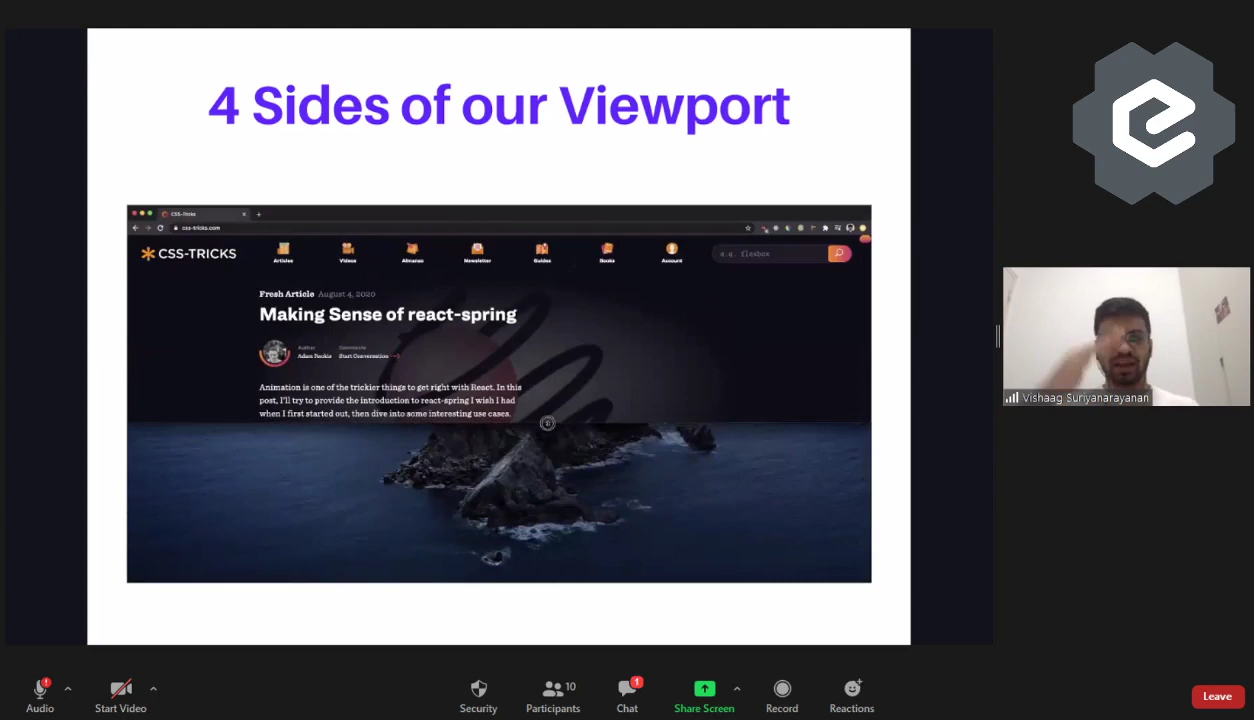 4 Sides of our Viewport
CSS-Tricks
css-tricks.com
CSS-TRICKS
Articles
Videos
Almanac
Newsletter
Guides
Books
Account
e.g. flexbox
Fresh Article August 4, 2020
Making Sense of react-spring
Author
Comments
Adam Rackis
Start Conversation
Animation is one of the trickier things to get right with React. In this
post, I'll try to provide the introduction to react-spring I wish I had
when I first started out, then dive into some interesting use cases.
Vishaag Suriyanarayanan
Audio
Start Video
Security
10
Participants
1
Chat
Share Screen
Record
Reactions
Leave